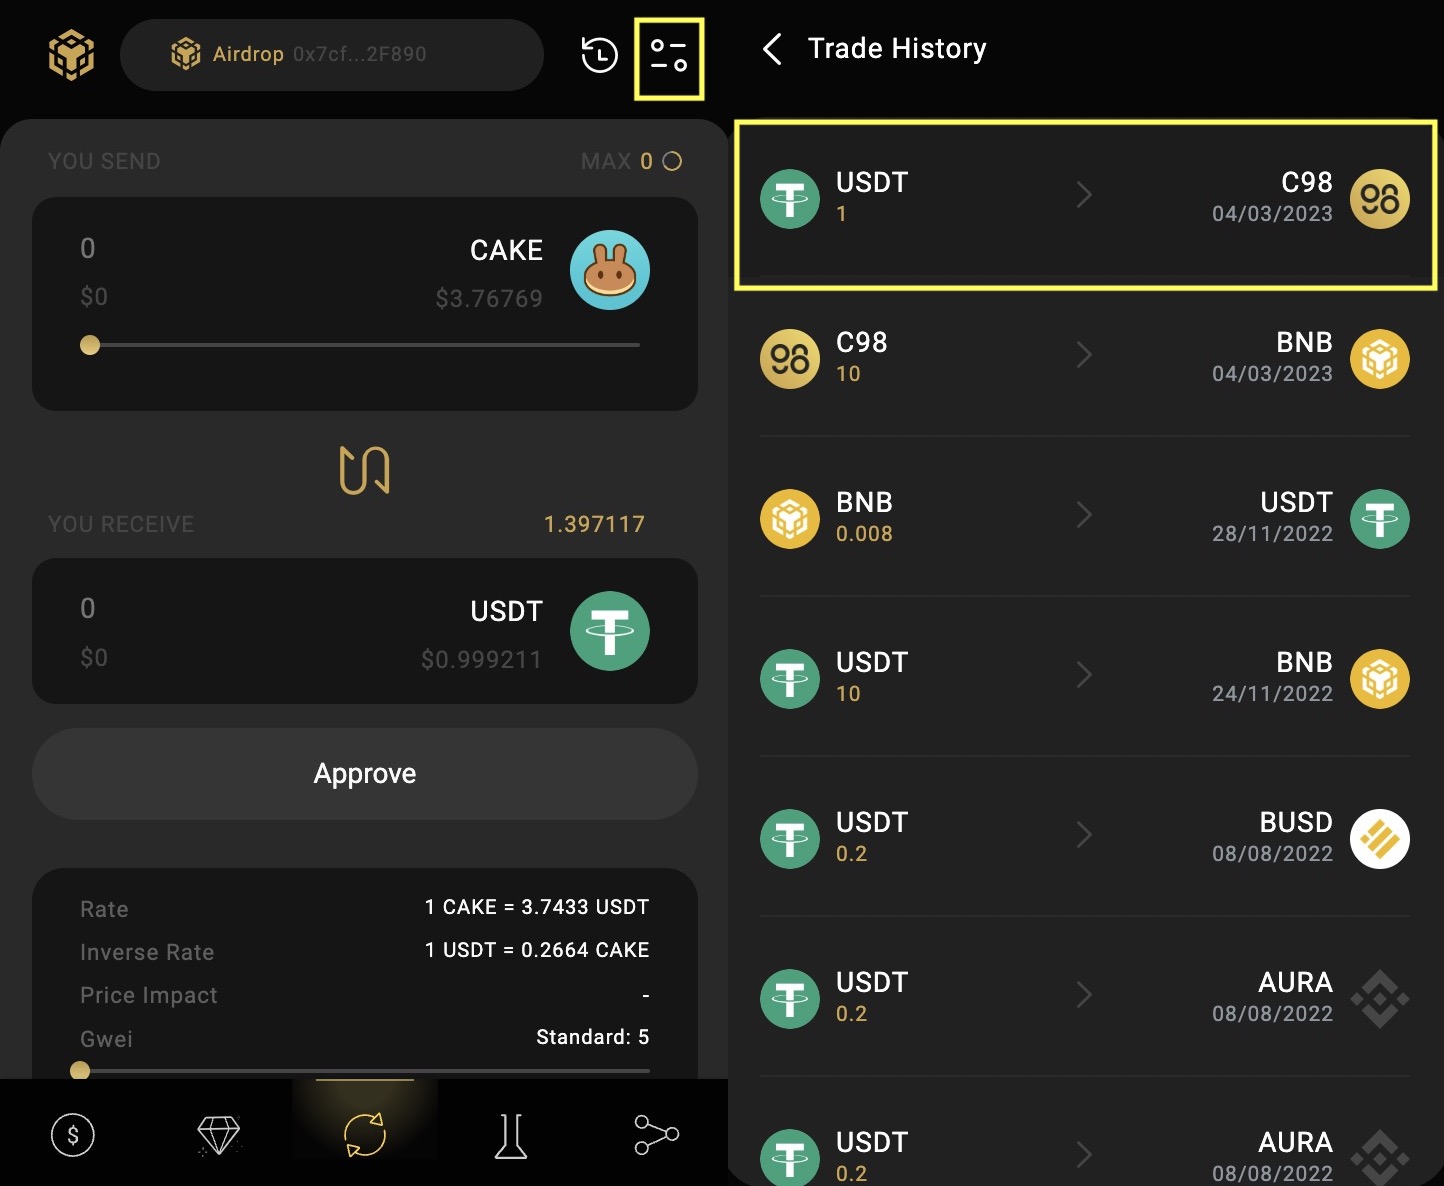 Airdrop 0x7cf...2F890
YOU SEND MAX 0
0 CAKE
$0 $3.76769
YOU RECEIVE 1.397117
0 USDT
$0 $0.999211
Approve
Rate 1 CAKE = 3.7433 USDT
Inverse Rate 1 USDT = 0.2664 CAKE
Price Impact -
Gwei Standard: 5
Trade History
USDT C98
1 04/03/2023
C98 BNB
10 04/03/2023
BNB USDT
0.008 28/11/2022
USDT BNB
10 24/11/2022
USDT BUSD
0.2 08/08/2022
USDT AURA
0.2 08/08/2022
USDT AURA
0.2 08/08/2022